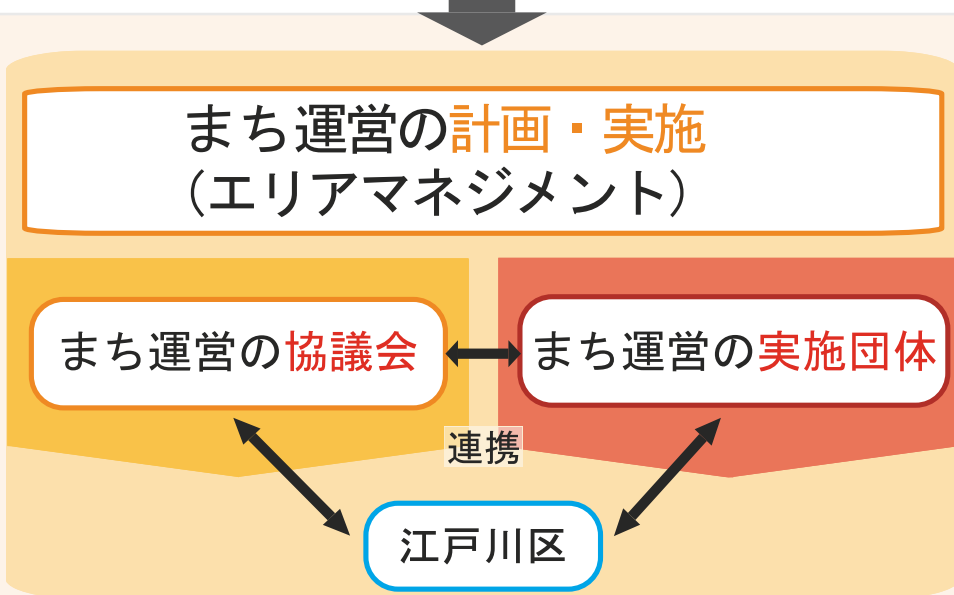 まち運営の計画・実施
（エリアマネジメント）
まち運営の協議会
まち運営の実施団体
連携
江戸川区